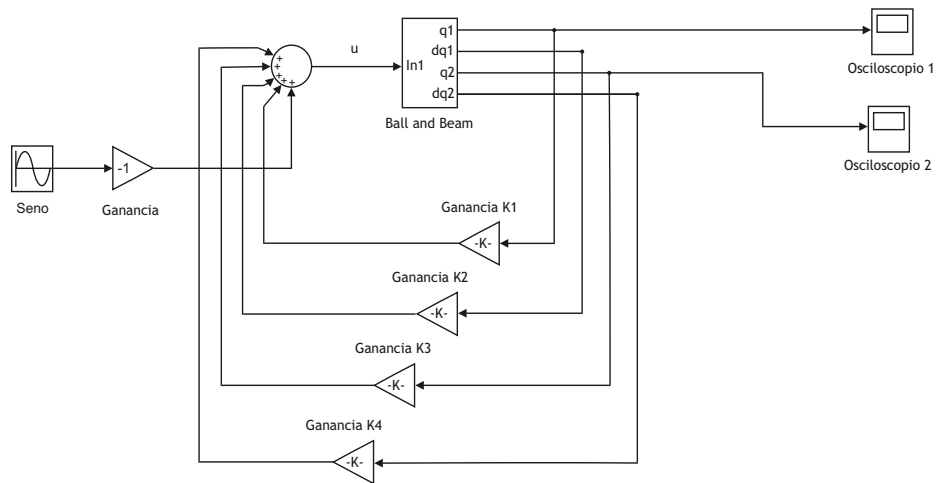 q1
dq1
q2
dq2
In1
Ball and Beam
u
+
+
+
+
+
Osciloscopio 1
Osciloscopio 2
Seno
-1
Ganancia
Ganancia K1
-K-
Ganancia K2
-K-
Ganancia K3
-K-
Ganancia K4
-K-